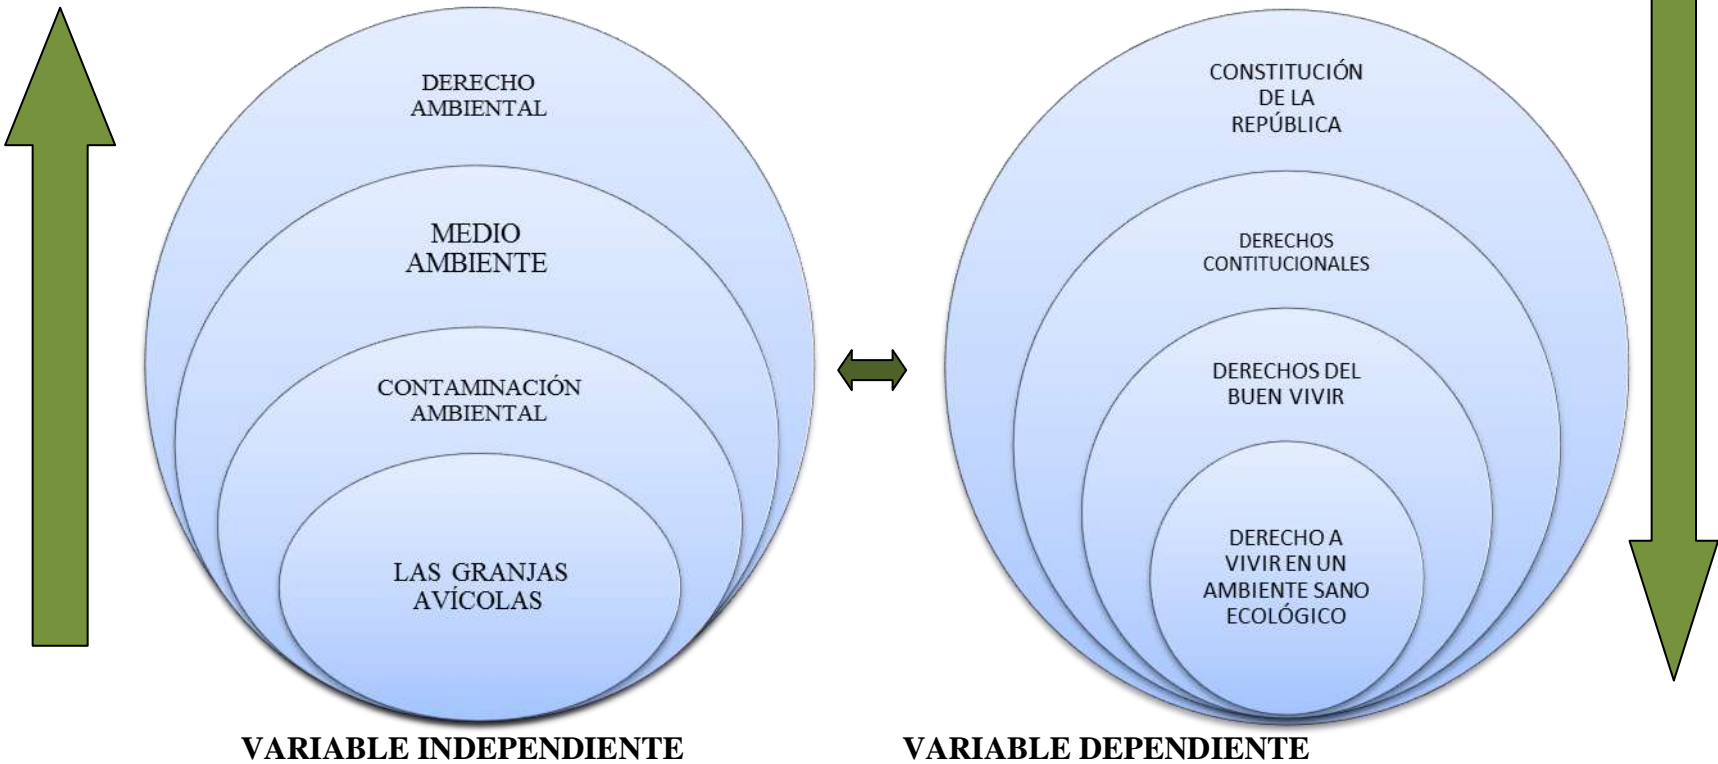 DERECHO
AMBIENTAL
MEDIO
AMBIENTE
CONTAMINACIÓN
AMBIENTAL
LAS GRANJAS
AVÍCOLAS
VARIABLE INDEPENDIENTE
CONSTITUCIÓN
DE LA
REPÚBLICA
DERECHOS
CONTITUCIONALES
DERECHOS DEL
BUEN VIVIR
DERECHO A
VIVIR EN UN
AMBIENTE SANO
ECOLÓGICO
VARIABLE DEPENDIENTE